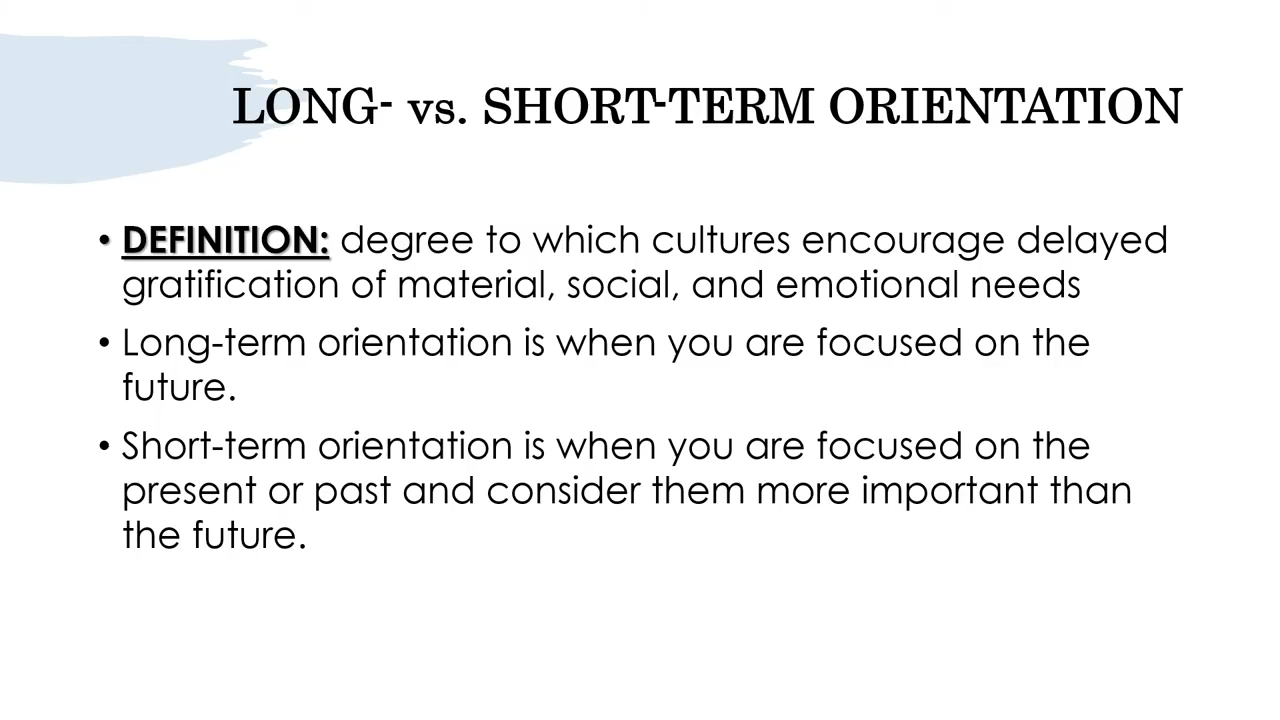 LONG- vs. SHORT-TERM ORIENTATION
• DEFINITION: degree to which cultures encourage delayed
gratification of material, social, and emotional needs
• Long-term orientation is when you are focused on the
future.
• Short-term orientation is when you are focused on the
present or past and consider them more important than
the future.